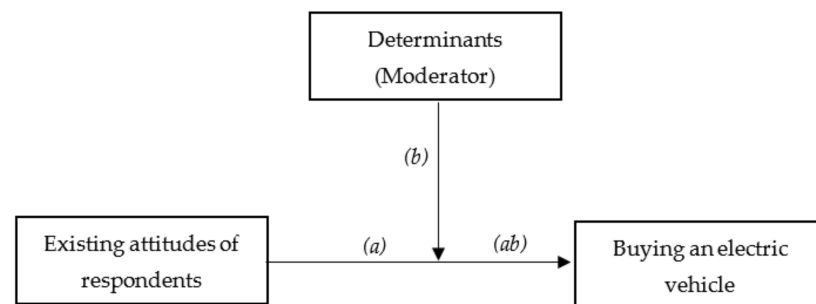 Determinants
(Moderator)
(b)
Existing attitudes of
respondents
(a)
(ab)
Buying an electric
vehicle